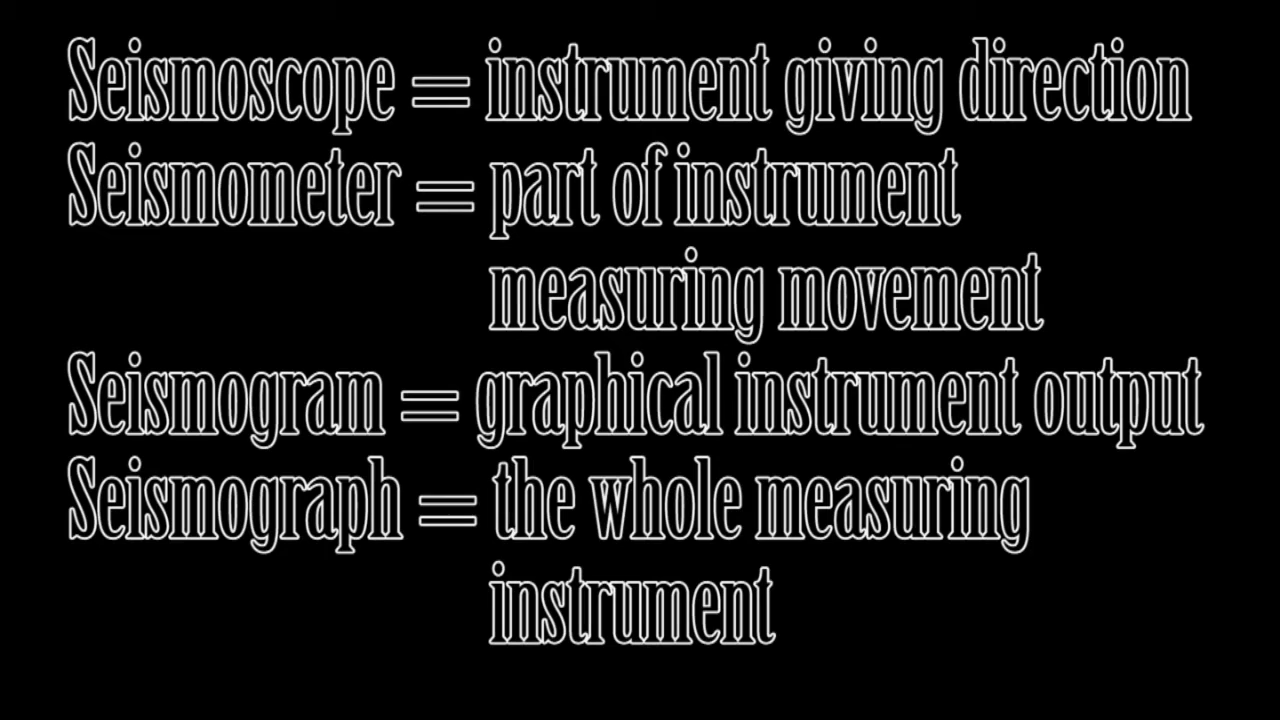 Seismoscope = instrument giving direction
Seismometer = part of instrument
measuring movement
Seismogram = graphical instrument output
Seismograph = the whole measuring
instrument